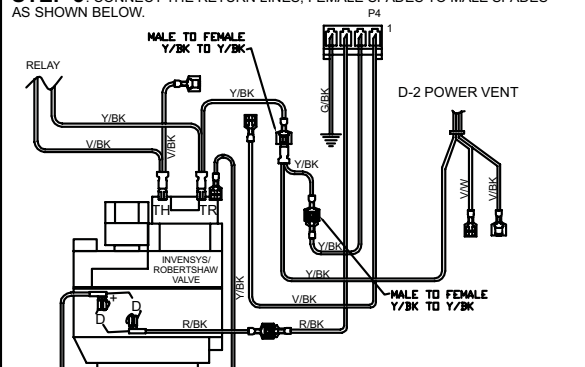 STEP 3: CONNECT THE RETURN LINES, FEMALE SPADES TO MALE SPADES
AS SHOWN BELOW.
P4
1
MALE TO FEMALE
Y/BK TO Y/BK
RELAY
Y/BK
G/BK
D-2 POWER VENT
Y/BK
V/BK
V/BK
Y/BK
V/W
V/BK
TH
TR
Y/BK
INVENSYS/
ROBERTSHAW
VALVE
Y/BK
Y/BK
V/BK
MALE TO FEMALE
Y/BK TO Y/BK
+
D
D
R/BK
R/BK